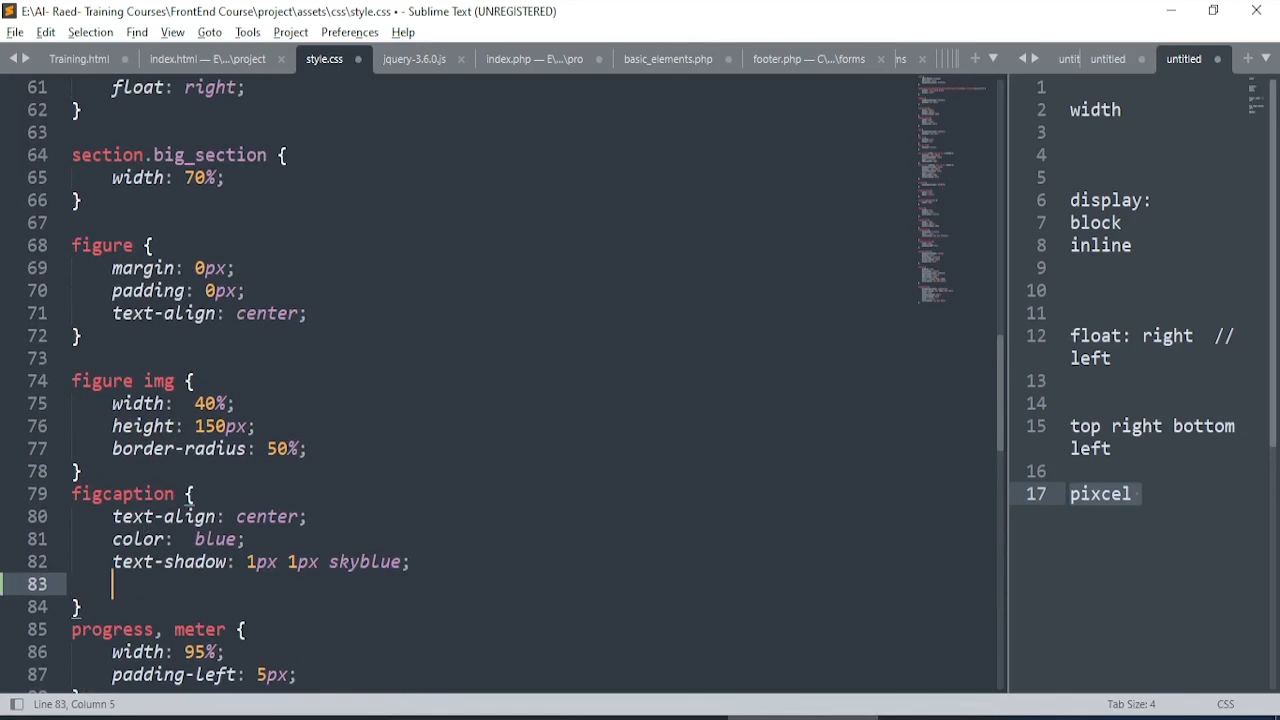 E:\AI- Raed- Training Courses\FrontEnd Course\project\assets\css\style.css • - Sublime Text (UNREGISTERED)
File Edit Selection Find View Goto Tools Project Preferences Help
Training.html index.html — E\...\project style.css jquery-3.6.0.js index.php — E\...\pro basic_elements.php footer.php — C\...\forms ns untit untitled untitled
61 float: right;
62 }
63
64 section.big_section {
65 width: 70%;
66 }
67
68 figure {
69 margin: 0px;
70 padding: 0px;
71 text-align: center;
72 }
73
74 figure img {
75 width: 40%;
76 height: 150px;
77 border-radius: 50%;
78 }
79 figcaption {
80 text-align: center;
81 color: blue;
82 text-shadow: 1px 1px skyblue;
83
84 }
85 progress, meter {
86 width: 95%;
87 padding-left: 5px;
88 }
1
2 width
3
4
5
6 display:
7 block
8 inline
9
10
11
12 float: right //
left
13
14
15 top right bottom
left
16
17 pixcel
Line 83, Column 5 Tab Size: 4 CSS